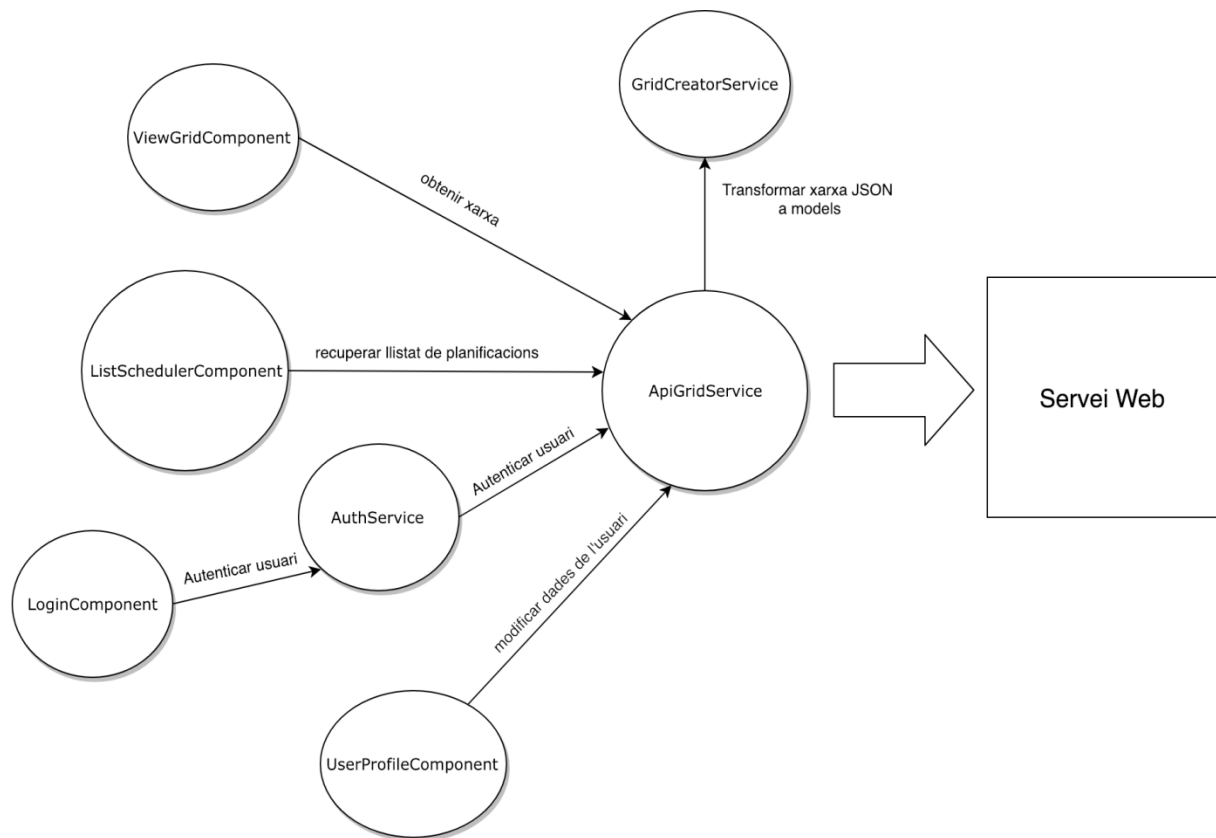 GridCreatorService
ViewGridComponent
obtenir xarxa
Transformar xarxa JSON
a models
ListSchedulerComponent
recuperar llistat de planificacions
ApiGridService
Servei Web
Autenticar usuari
AuthService
Autenticar usuari
LoginComponent
modificar dades de l'usuari
UserProfileComponent